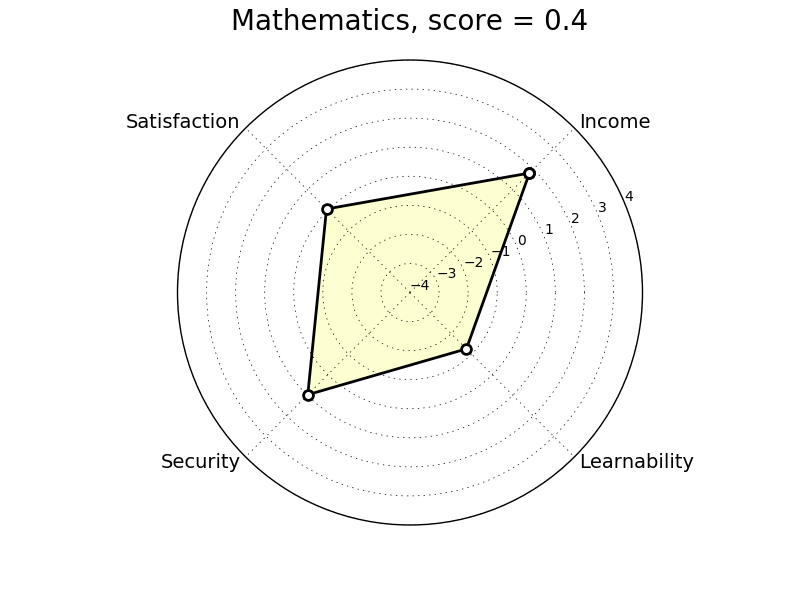 Mathematics, score = 0.4
Satisfaction
Income
4
3
2
1
0
−1
−2
−3
−4
Security
Learnability